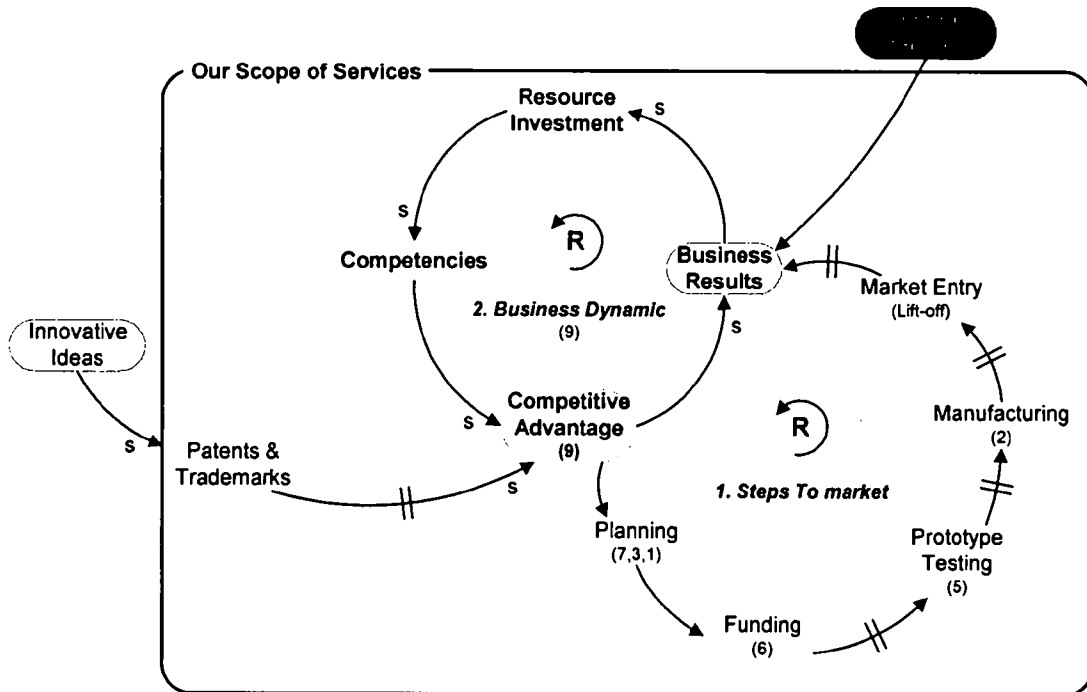 Our Scope of Services
Resource
Investment
S
S
R
Competencies
Business
Results
Market Entry
(Lift-off)
2. Business Dynamic
(9)
S
Innovative
Ideas
S
Competitive
Advantage
(9)
S
R
Manufacturing
(2)
Patents &
Trademarks
S
1. Steps To market
Planning
(7,3,1)
Prototype
Testing
(5)
Funding
(6)